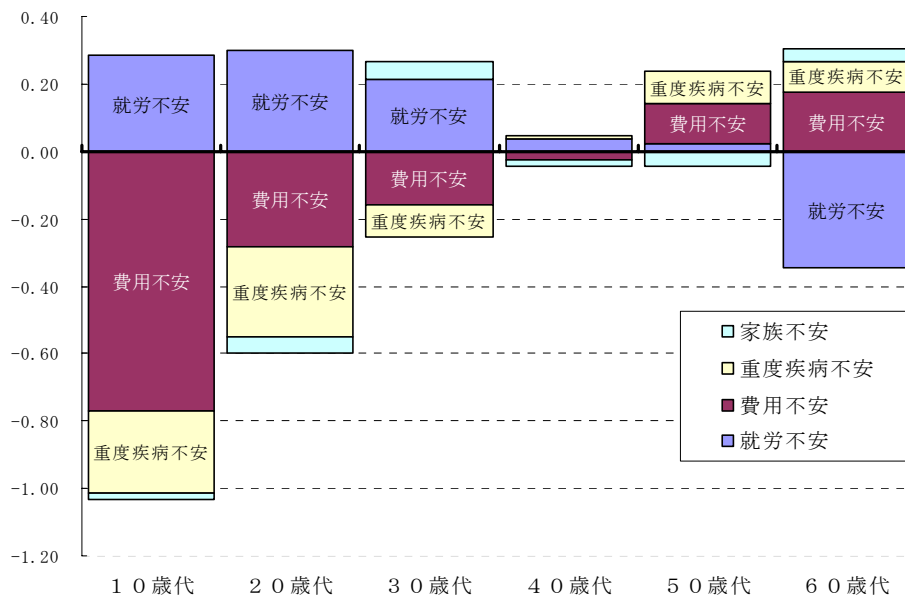 0.40
0.20
0.00
-0.20
-0.40
-0.60
-0.80
-1.00
-1.20
就労不安
費用不安
重度疾病不安
就労不安
費用不安
重度疾病不安
就労不安
費用不安
重度疾病不安
重度疾病不安
費用不安
重度疾病不安
費用不安
就労不安
家族不安
重度疾病不安
費用不安
就労不安
10歳代 20歳代 30歳代 40歳代 50歳代 60歳代